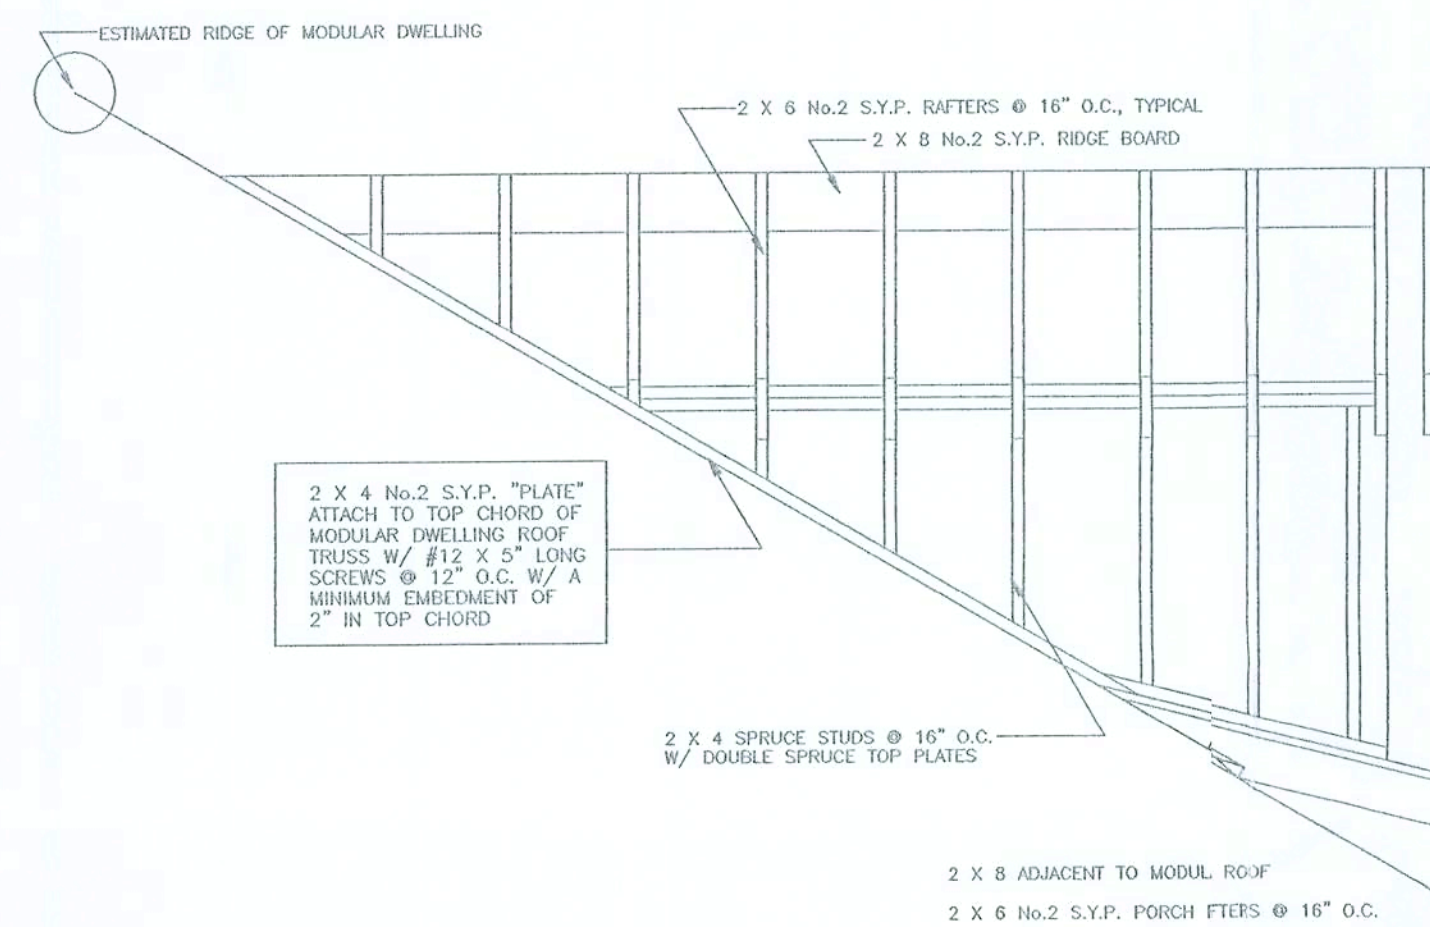 ESTIMATED RIDGE OF MODULAR DWELLING
2 X 6 No.2 S.Y.P. RAFTERS @ 16" O.C., TYPICAL
2 X 8 No.2 S.Y.P. RIDGE BOARD
2 X 4 No.2 S.Y.P. "PLATE"
ATTACH TO TOP CHORD OF
MODULAR DWELLING ROOF
TRUSS W/ #12 X 5" LONG
SCREWS @ 12" O.C. W/ A
MINIMUM EMBEDMENT OF
2" IN TOP CHORD
2 X 4 SPRUCE STUDS @ 16" O.C.
W/ DOUBLE SPRUCE TOP PLATES
2 X 8 ADJACENT TO MODUL ROOF
2 X 6 No.2 S.Y.P. PORCH FTERS @ 16" O.C.